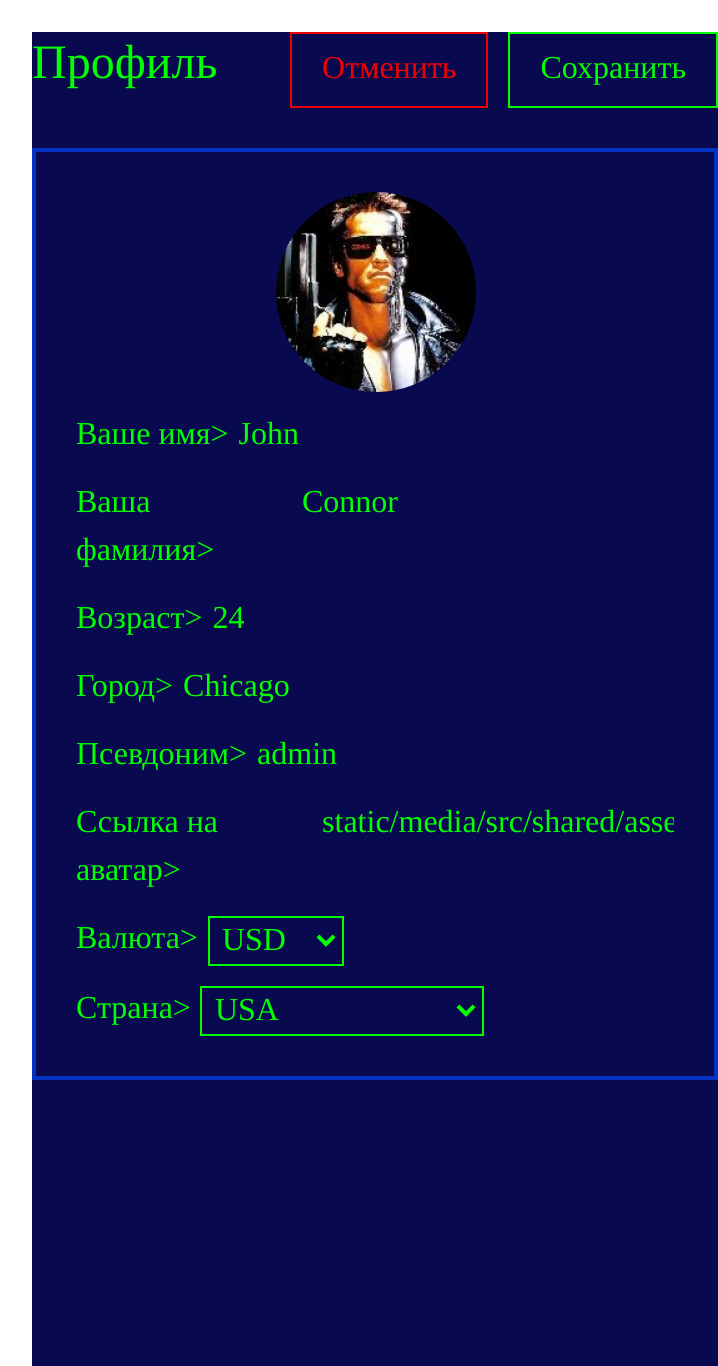 Профиль Отменить Сохранить
Ваше имя> John
Ваша Connor
фамилия>
Возраст> 24
Город> Chicago
Псевдоним> admin
Ссылка на static/media/src/shared/asse
аватар>
Валюта> USD
Страна> USA